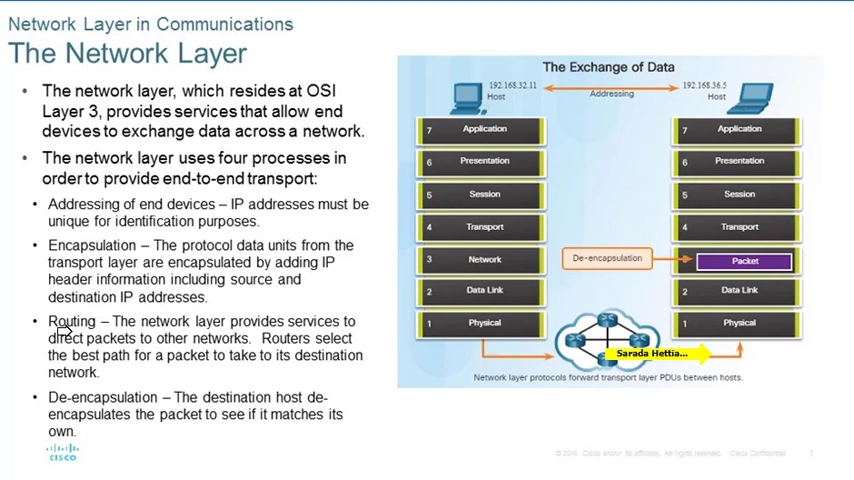 Network Layer in Communications
The Network Layer
• The network layer, which resides at OSI
Layer 3, provides services that allow end
devices to exchange data across a network.
• The network layer uses four processes in
order to provide end-to-end transport:
• Addressing of end devices – IP addresses must be
unique for identification purposes.
• Encapsulation – The protocol data units from the
transport layer are encapsulated by adding IP
header information including source and
destination IP addresses.
• Routing – The network layer provides services to
direct packets to other networks. Routers select
the best path for a packet to take to its destination
network.
• De-encapsulation – The destination host de-
encapsulates the packet to see if it matches its
own.
CISCO
The Exchange of Data
192.168.32.11
Host
Addressing
192.168.36.5
Host
7 Application
6 Presentation
5 Session
4 Transport
3 Network
2 Data Link
1 Physical
De-encapsulation
7 Application
6 Presentation
5 Session
4 Transport
Packet
2 Data Link
1 Physical
Sarada Hettia...
Network layer protocols forward transport layer PDUs between hosts.
© Cisco and/or its affiliates. All rights reserved. Cisco Confidential
3